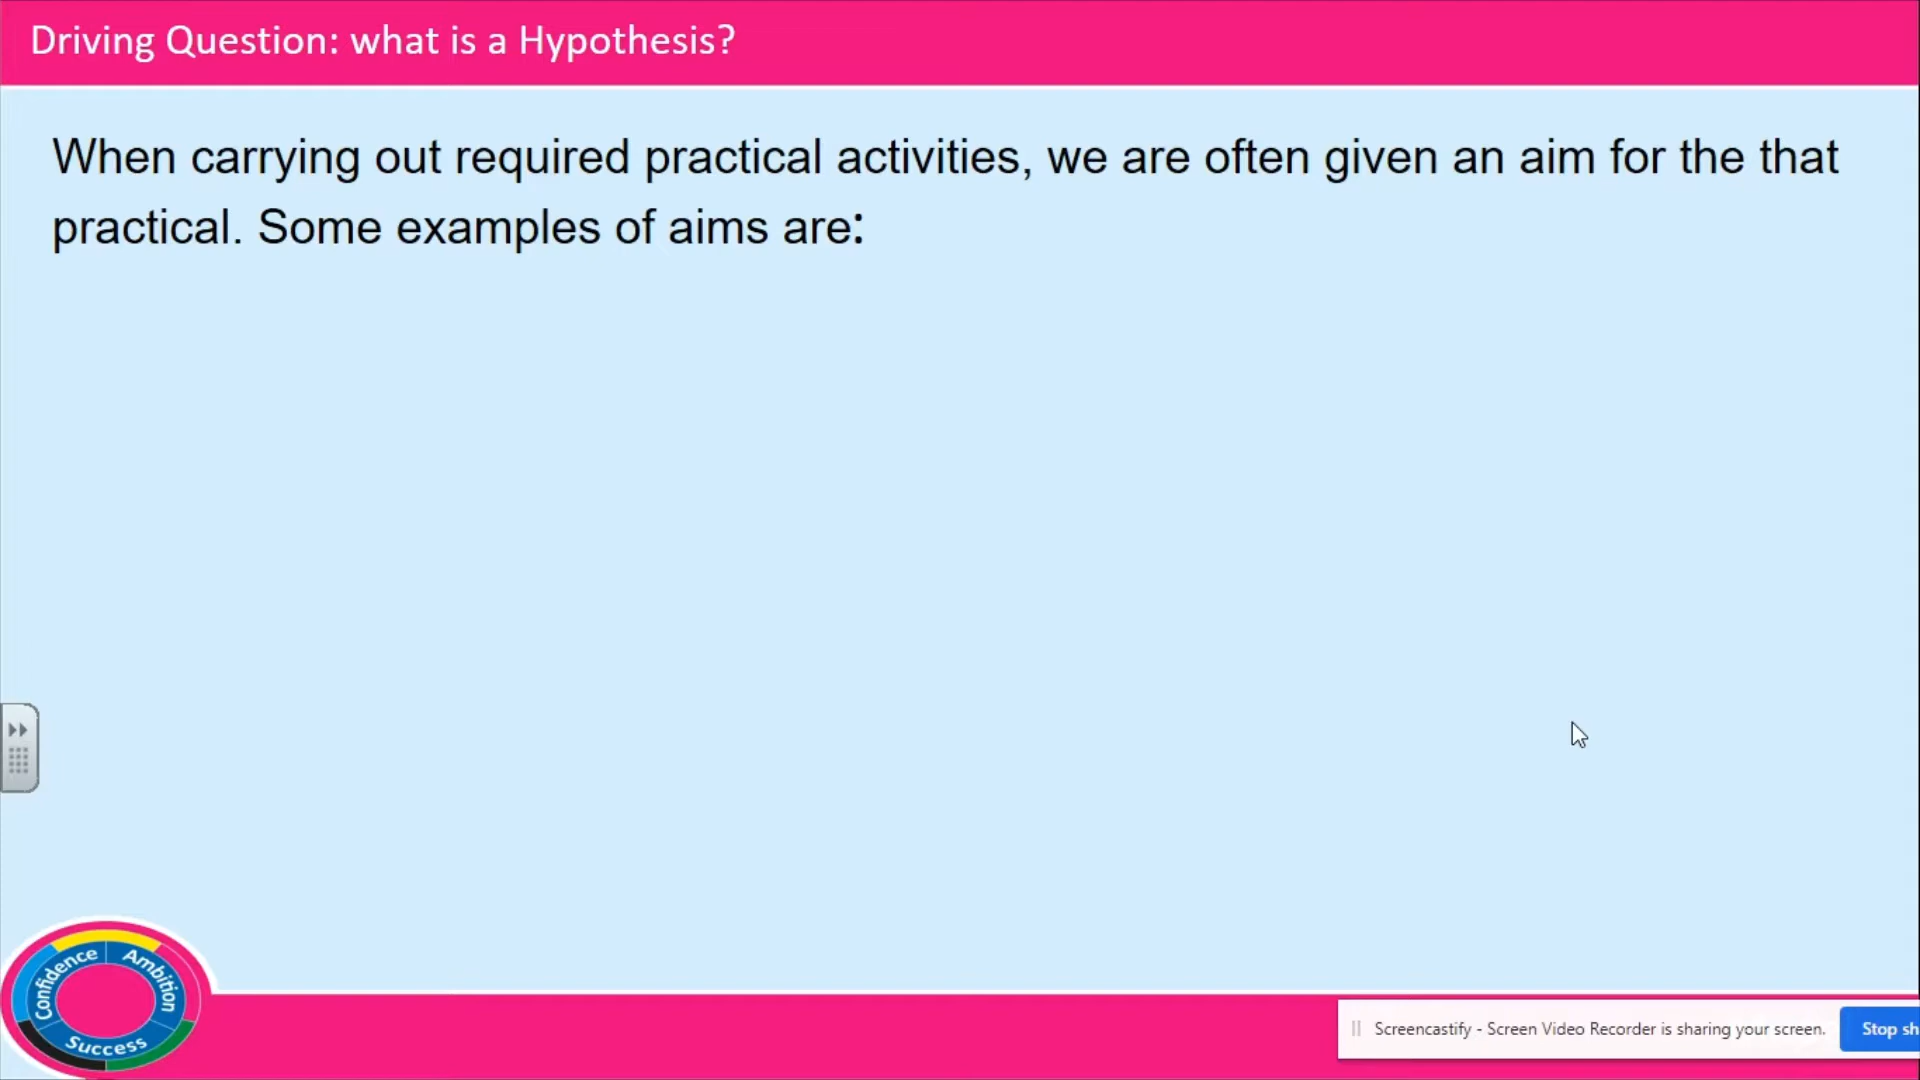 Driving Question: what is a Hypothesis?
When carrying out required practical activities, we are often given an aim for the that
practical. Some examples of aims are:
Confidence
Ambition
Success
Screencastify - Screen Video Recorder is sharing your screen.
Stop sh